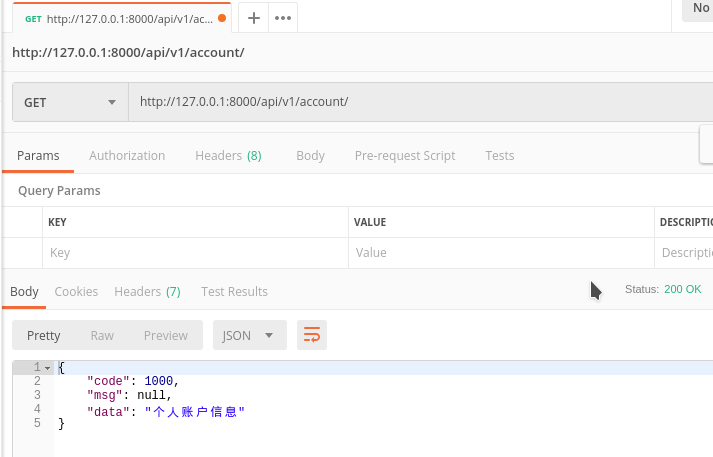 GET http://127.0.0.1:8000/api/v1/ac...
No
http://127.0.0.1:8000/api/v1/account/
GET http://127.0.0.1:8000/api/v1/account/
Params Authorization Headers (8) Body Pre-request Script Tests
Query Params
KEY VALUE DESCRIPTIO
Key Value Descriptio
Body Cookies Headers (7) Test Results Status: 200 OK
Pretty Raw Preview JSON
1 {
2 "code": 1000,
3 "msg": null,
4 "data": "个人账户信息"
5 }